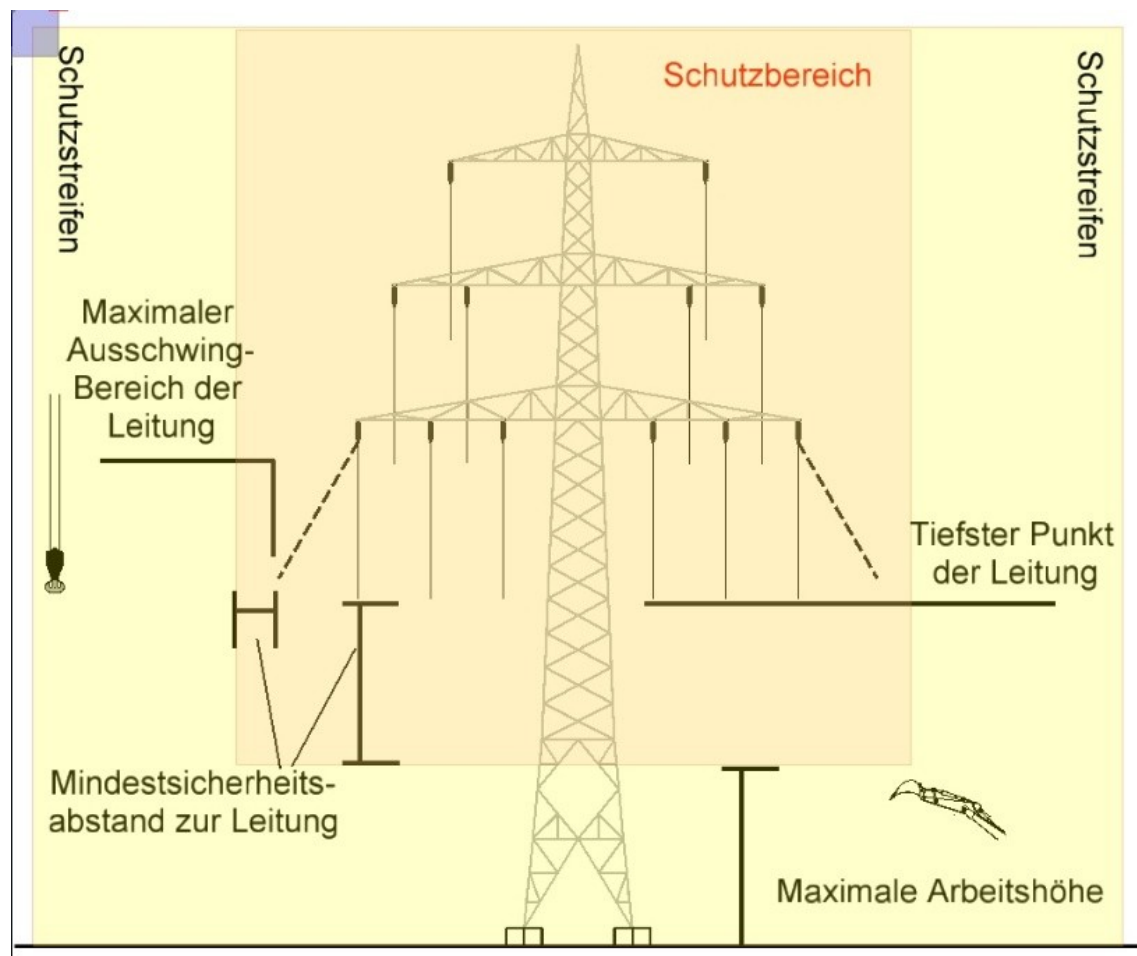 Schutzstreifen
Schutzbereich
Schutzstreifen
Maximaler
Ausschwing-
Bereich der
Leitung
Tiefster Punkt
der Leitung
Mindestsicherheits-
abstand zur Leitung
Maximale Arbeitshöhe